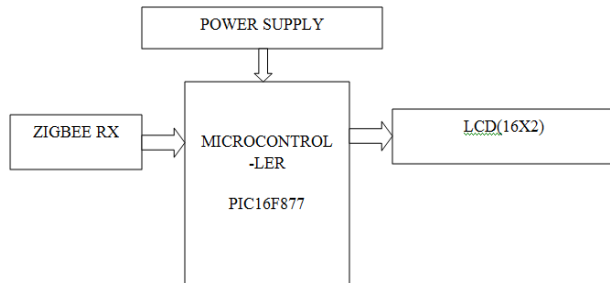 POWER SUPPLY
ZIGBEE RX
MICROCONTROL
-LER
PIC16F877
LCD(16X2)